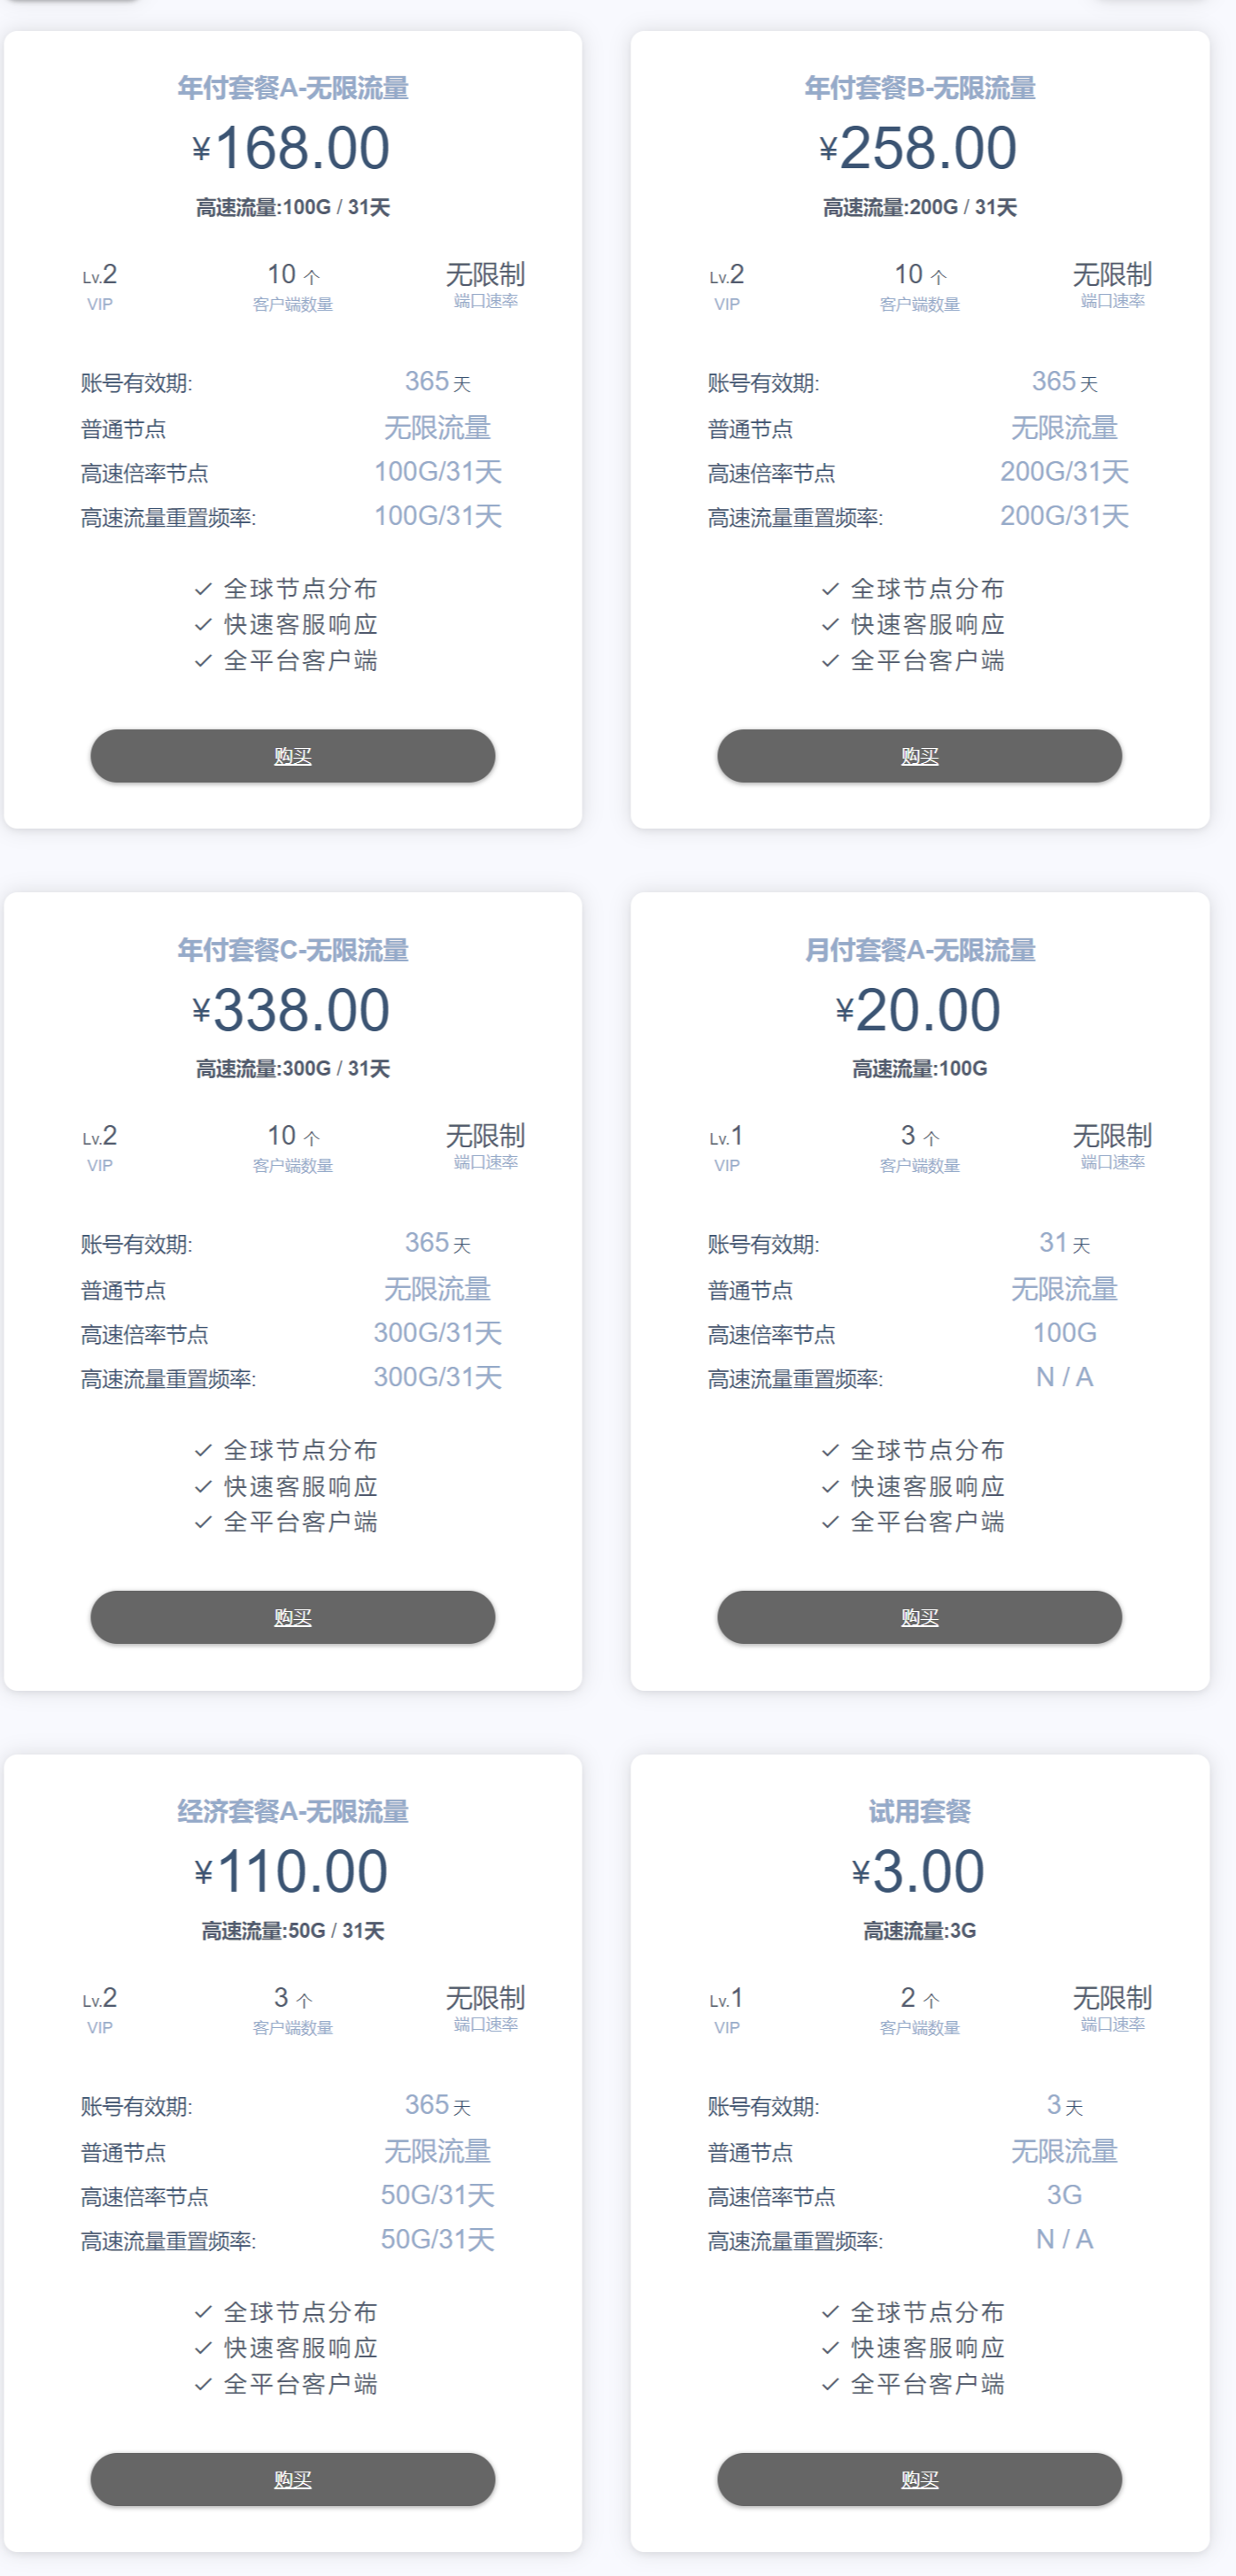 年付套餐A-无限流量
¥168.00
高速流量:100G / 31天
Lv.2 10 个 无限制
VIP 客户端数量 端口速率
账号有效期: 365 天
普通节点 无限流量
高速倍率节点 100G/31天
高速流量重置频率: 100G/31天
✓ 全球节点分布
✓ 快速客服响应
✓ 全平台客户端
购买
年付套餐B-无限流量
¥258.00
高速流量:200G / 31天
Lv.2 10 个 无限制
VIP 客户端数量 端口速率
账号有效期: 365 天
普通节点 无限流量
高速倍率节点 200G/31天
高速流量重置频率: 200G/31天
✓ 全球节点分布
✓ 快速客服响应
✓ 全平台客户端
购买
年付套餐C-无限流量
¥338.00
高速流量:300G / 31天
Lv.2 10 个 无限制
VIP 客户端数量 端口速率
账号有效期: 365 天
普通节点 无限流量
高速倍率节点 300G/31天
高速流量重置频率: 300G/31天
✓ 全球节点分布
✓ 快速客服响应
✓ 全平台客户端
购买
月付套餐A-无限流量
¥20.00
高速流量:100G
Lv.1 3 个 无限制
VIP 客户端数量 端口速率
账号有效期: 31 天
普通节点 无限流量
高速倍率节点 100G
高速流量重置频率: N / A
✓ 全球节点分布
✓ 快速客服响应
✓ 全平台客户端
购买
经济套餐A-无限流量
¥110.00
高速流量:50G / 31天
Lv.2 3 个 无限制
VIP 客户端数量 端口速率
账号有效期: 365 天
普通节点 无限流量
高速倍率节点 50G/31天
高速流量重置频率: 50G/31天
✓ 全球节点分布
✓ 快速客服响应
✓ 全平台客户端
购买
试用套餐
¥3.00
高速流量:3G
Lv.1 2 个 无限制
VIP 客户端数量 端口速率
账号有效期: 3 天
普通节点 无限流量
高速倍率节点 3G
高速流量重置频率: N / A
✓ 全球节点分布
✓ 快速客服响应
✓ 全平台客户端
购买